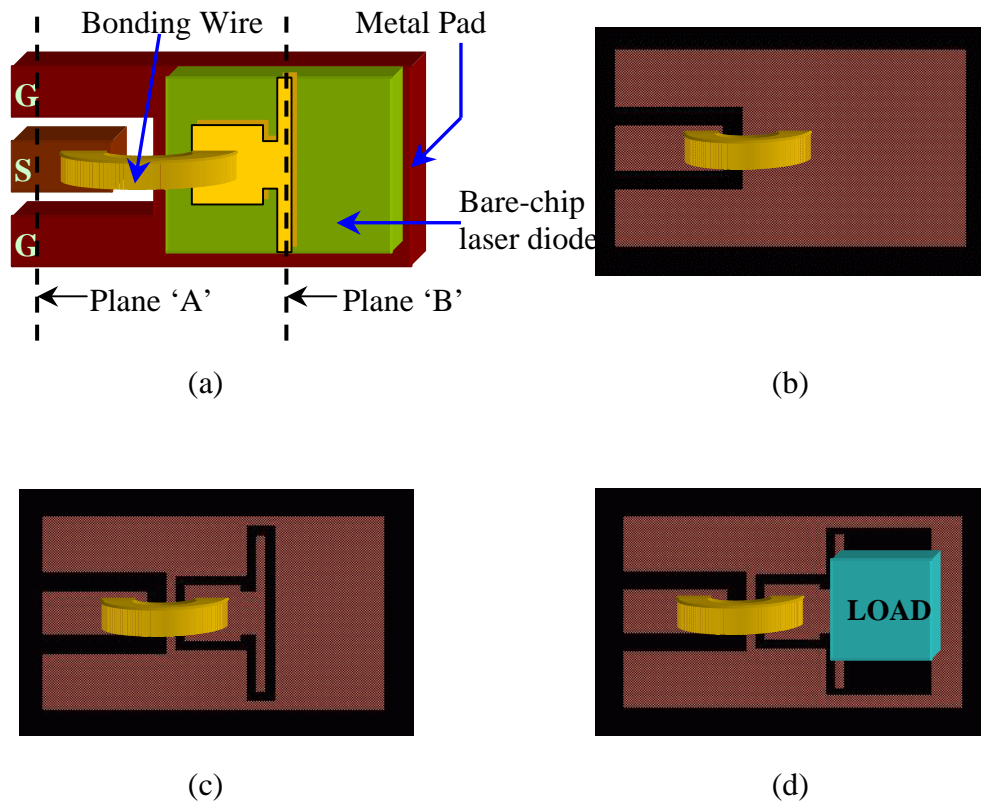 Bonding Wire
Metal Pad
G
S
G
Bare-chip
laser diode
Plane ‘A’
Plane ‘B’
(a)
(b)
LOAD
(c)
(d)